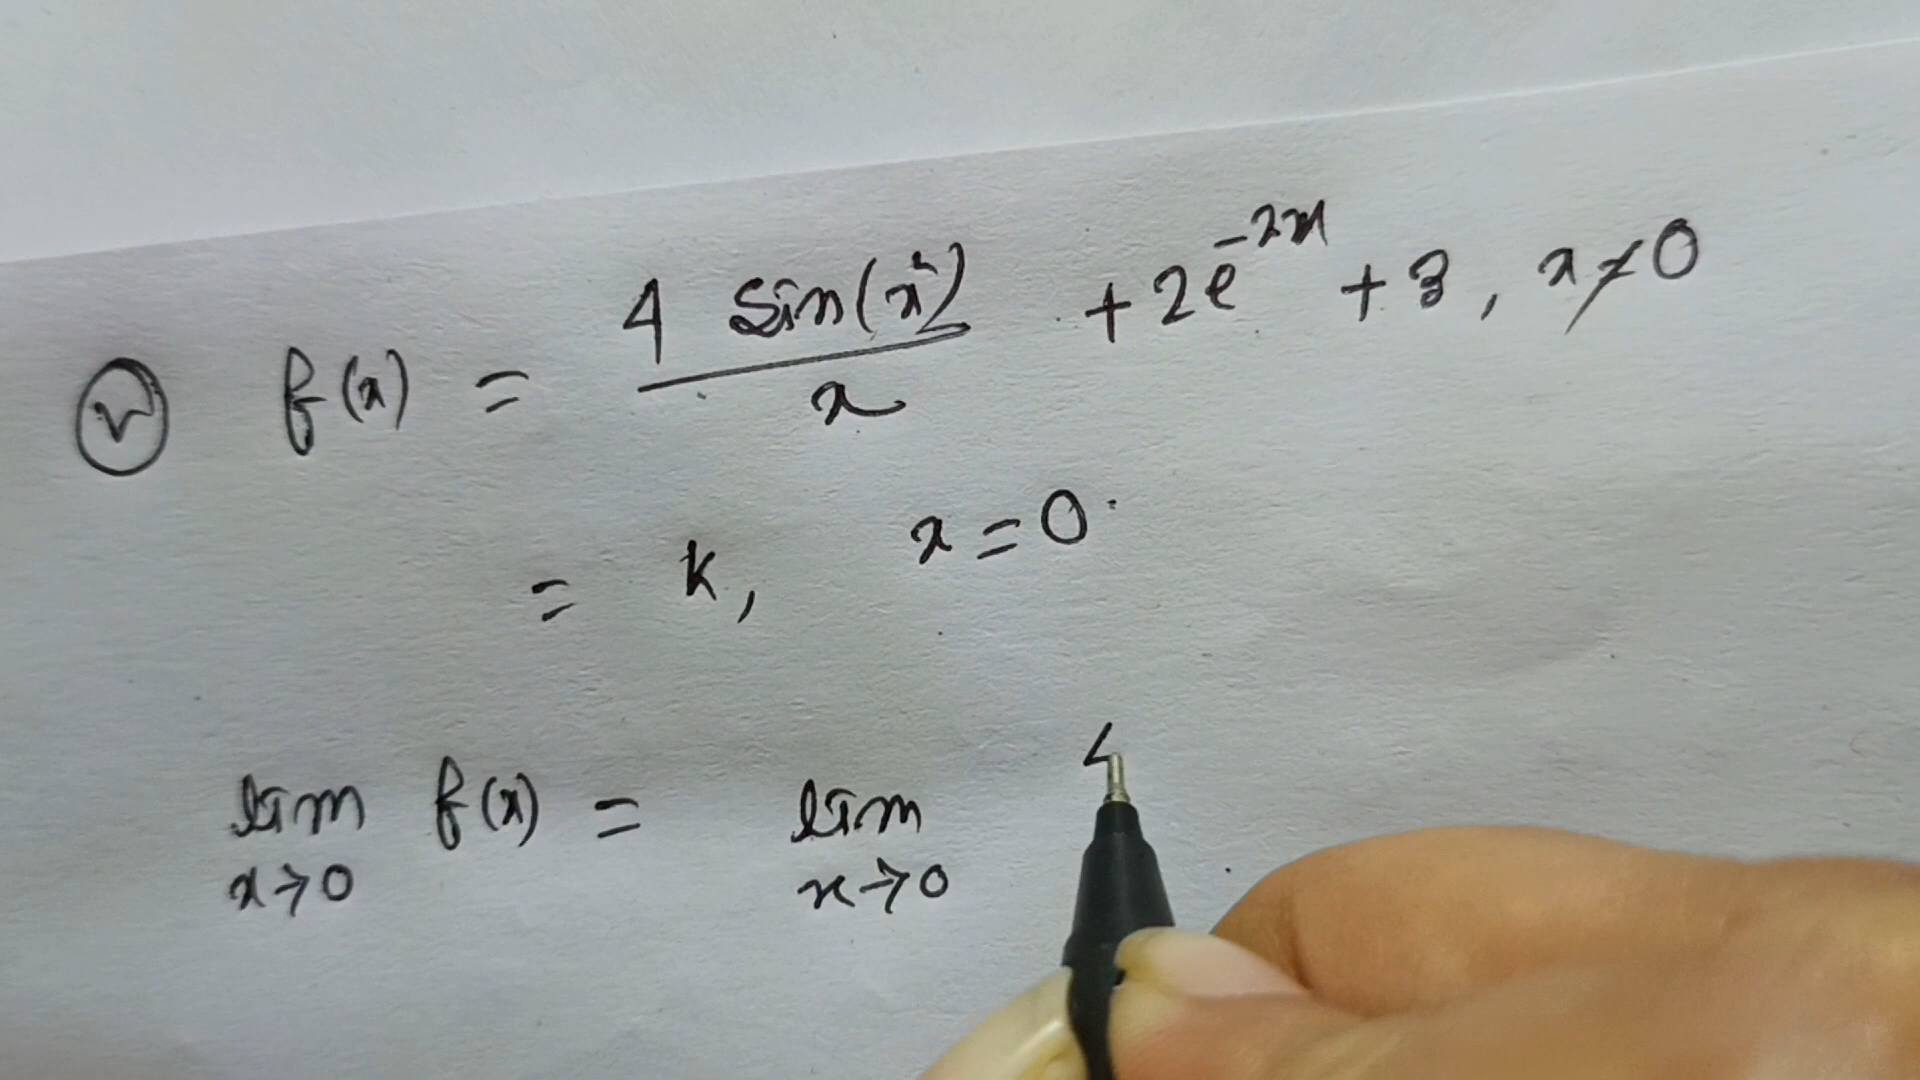 (v) f(x) = 4 sin(x²)/x + 2e^(-2x) + 3, x ≠ 0
= k, x = 0
lim x→0 f(x) = lim x→0 4